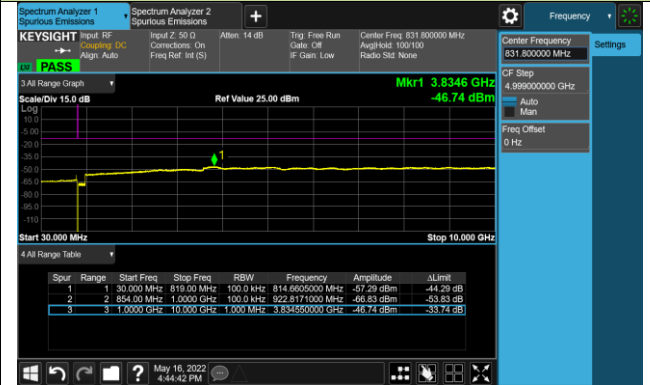 Spectrum Analyzer 1
Spurious Emissions
Spectrum Analyzer 2
Spurious Emissions
+
Frequency
KEYSIGHT
Input: RF
Coupling: DC
Align: Auto
Input Z: 50 Ω
Corrections: On
Freq Ref: Int (S)
Atten: 14 dB
Trig: Free Run
Gate: Off
IF Gain: Low
Center Freq: 831.800000 MHz
Avg|Hold: 100/100
Radio Std: None
PASS
Center Frequency
831.800000 MHz
Settings
CF Step
4.999000000 GHz
Auto
Man
Freq Offset
0 Hz
3 All Range Graph
Mkr1 3.8346 GHz
Scale/Div 15.0 dB
Ref Value 25.00 dBm
-46.74 dBm
Log
10.0
-5.00
-20.0
-35.0
-50.0
-65.0
-80.0
-95.0
-110
1
Start 30.000 MHz
Stop 10.000 GHz
4 All Range Table
Spur Range Start Freq Stop Freq RBW Frequency Amplitude ΔLimit
1 1 30.000 MHz 819.00 MHz 100.0 kHz 814.6605000 MHz -57.29 dBm -44.29 dB
2 2 854.00 MHz 1.0000 GHz 100.0 kHz 922.8171000 MHz -66.83 dBm -53.83 dB
3 3 1.0000 GHz 10.000 GHz 1.000 MHz 3.834550000 GHz -46.74 dBm -33.74 dB
?
May 16, 2022
4:44:42 PM